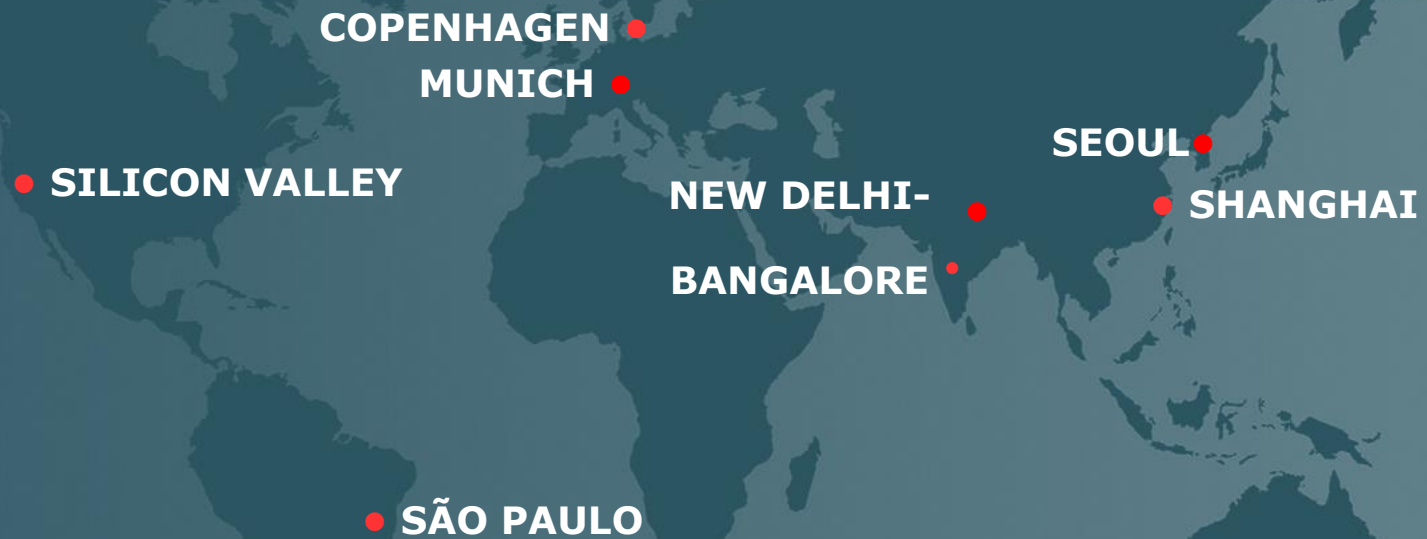 COPENHAGEN
MUNICH
SEOUL
SILICON VALLEY
NEW DELHI-
SHANGHAI
BANGALORE
SÃO PAULO